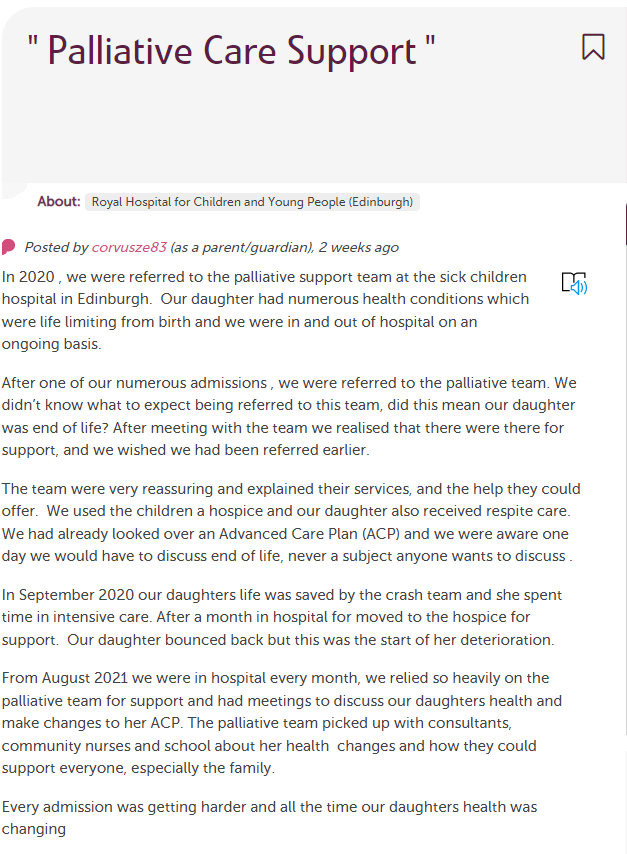 " Palliative Care Support "
About: Royal Hospital for Children and Young People (Edinburgh)
Posted by corvusze83 (as a parent/guardian), 2 weeks ago
In 2020 , we were referred to the palliative support team at the sick children
hospital in Edinburgh.  Our daughter had numerous health conditions which
were life limiting from birth and we were in and out of hospital on an
ongoing basis.
After one of our numerous admissions , we were referred to the palliative team. We
didn’t know what to expect being referred to this team, did this mean our daughter
was end of life? After meeting with the team we realised that there were there for
support, and we wished we had been referred earlier.
The team were very reassuring and explained their services, and the help they could
offer.  We used the children a hospice and our daughter also received respite care.
We had already looked over an Advanced Care Plan (ACP) and we were aware one
day we would have to discuss end of life, never a subject anyone wants to discuss .
In September 2020 our daughters life was saved by the crash team and she spent
time in intensive care. After a month in hospital for moved to the hospice for
support.  Our daughter bounced back but this was the start of her deterioration.
From August 2021 we were in hospital every month, we relied so heavily on the
palliative team for support and had meetings to discuss our daughters health and
make changes to her ACP. The palliative team picked up with consultants,
community nurses and school about her health  changes and how they could
support everyone, especially the family.
Every admission was getting harder and all the time our daughters health was
changing